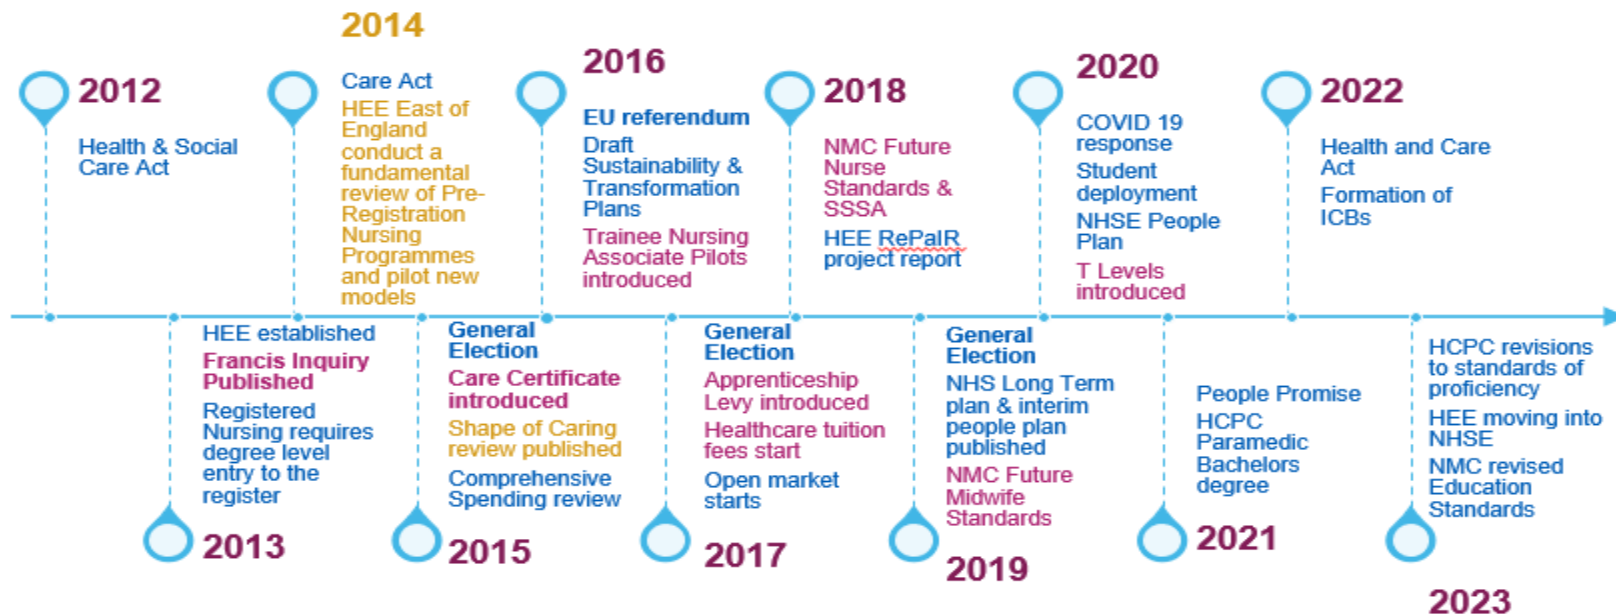 2012
Health & Social
Care Act
2013
HEE established
Francis Inquiry
Published
Registered
Nursing requires
degree level
entry to the
register
2014
Care Act
HEE East of
England
conduct a
fundamental
review of Pre-
Registration
Nursing
Programmes
and pilot new
models
2015
General
Election
Care Certificate
introduced
Shape of Caring
review published
Comprehensive
Spending review
2016
EU referendum
Draft
Sustainability &
Transformation
Plans
Trainee Nursing
Associate Pilots
introduced
2017
General
Election
Apprenticeship
Levy introduced
Healthcare tuition
fees start
Open market
starts
2018
NMC Future
Nurse
Standards &
SSSA
HEE RePaIR
project report
2019
General
Election
NHS Long Term
plan & interim
people plan
published
NMC Future
Midwife
Standards
2020
COVID 19
response
Student
deployment
NHSE People
Plan
T Levels
introduced
2021
People Promise
HCPC
Paramedic
Bachelors
degree
2022
Health and Care
Act
Formation of
ICBs
2023
HCPC revisions
to standards of
proficiency
HEE moving into
NHSE
NMC revised
Education
Standards